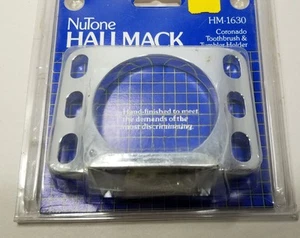 NuTone
HALLMACK
HM-1630
Coronado
Toothbrush &
Tumbler Holder
Hand-finished to meet
the demands of the
most discriminating.